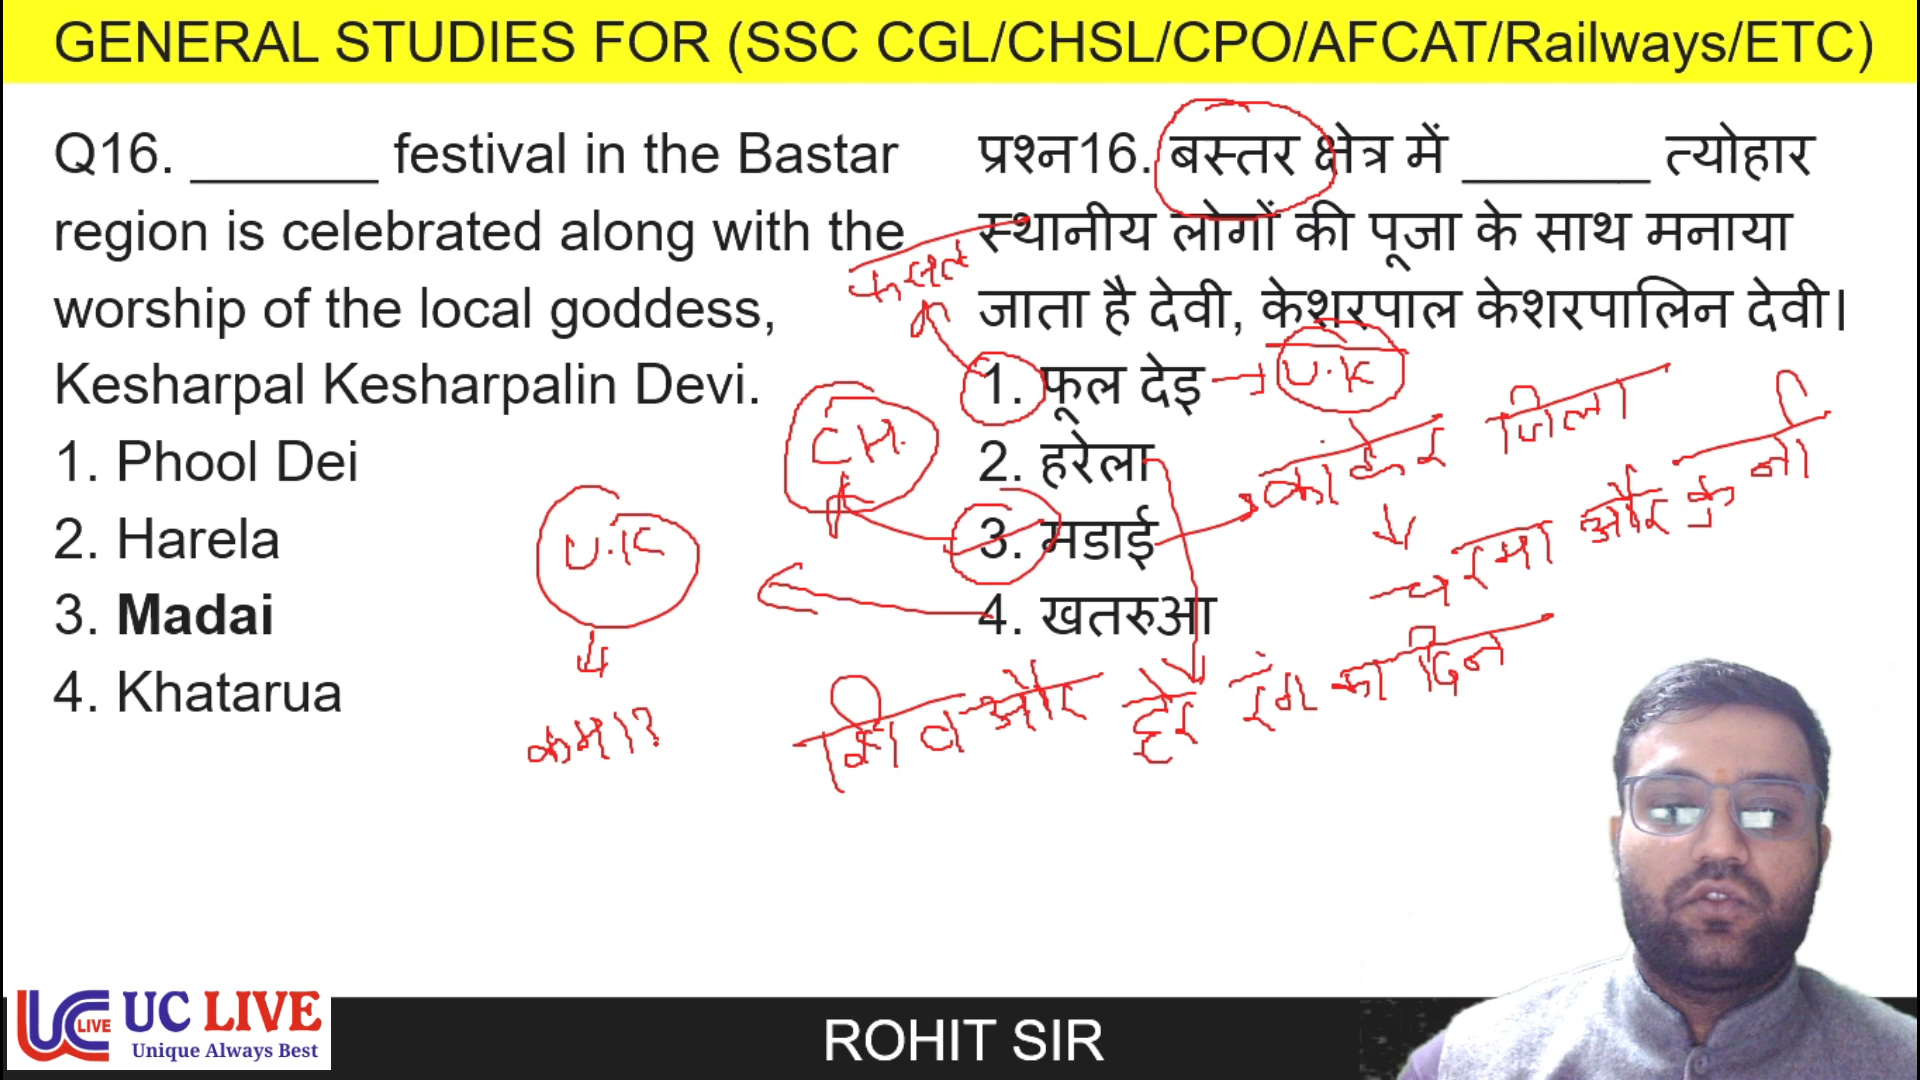 GENERAL STUDIES FOR (SSC CGL/CHSL/CPO/AFCAT/Railways/ETC)
Q16. ______ festival in the Bastar
region is celebrated along with the
worship of the local goddess,
Kesharpal Kesharpalin Devi.
1. Phool Dei
2. Harela
3. Madai
4. Khatarua
प्रश्न16. बस्तर क्षेत्र में ______ त्योहार
स्थानीय लोगों की पूजा के साथ मनाया
जाता है देवी, केशरपाल केशरपालिन देवी।
1. फूल देइ
2. हरेला
3. मडाई
4. खतरुआ
U.K
C H.
U.K
कांकेर जिला
हरे रंग का दिन
LIVE
UC LIVE
Unique Always Best
ROHIT SIR